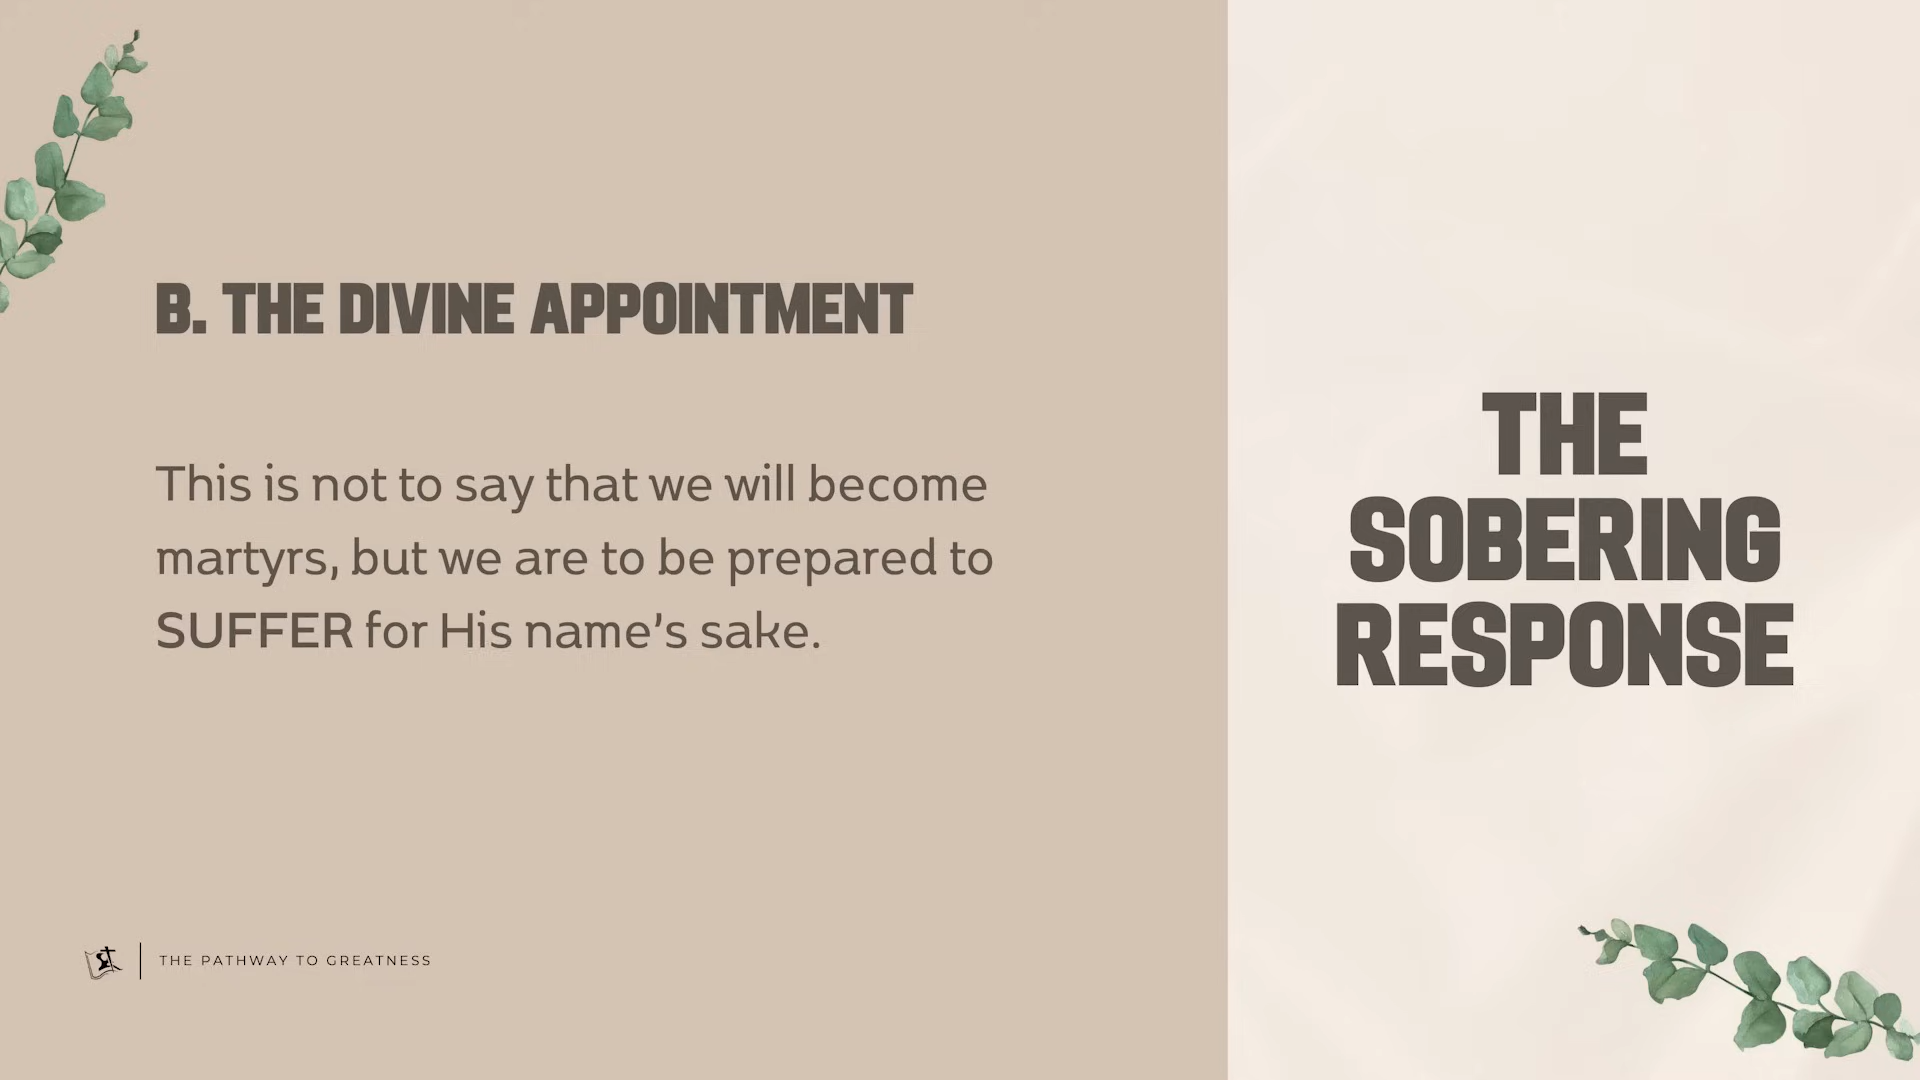 B. THE DIVINE APPOINTMENT
This is not to say that we will become
martyrs, but we are to be prepared to
SUFFER for His name’s sake.
THE PATHWAY TO GREATNESS
THE
SOBERING
RESPONSE